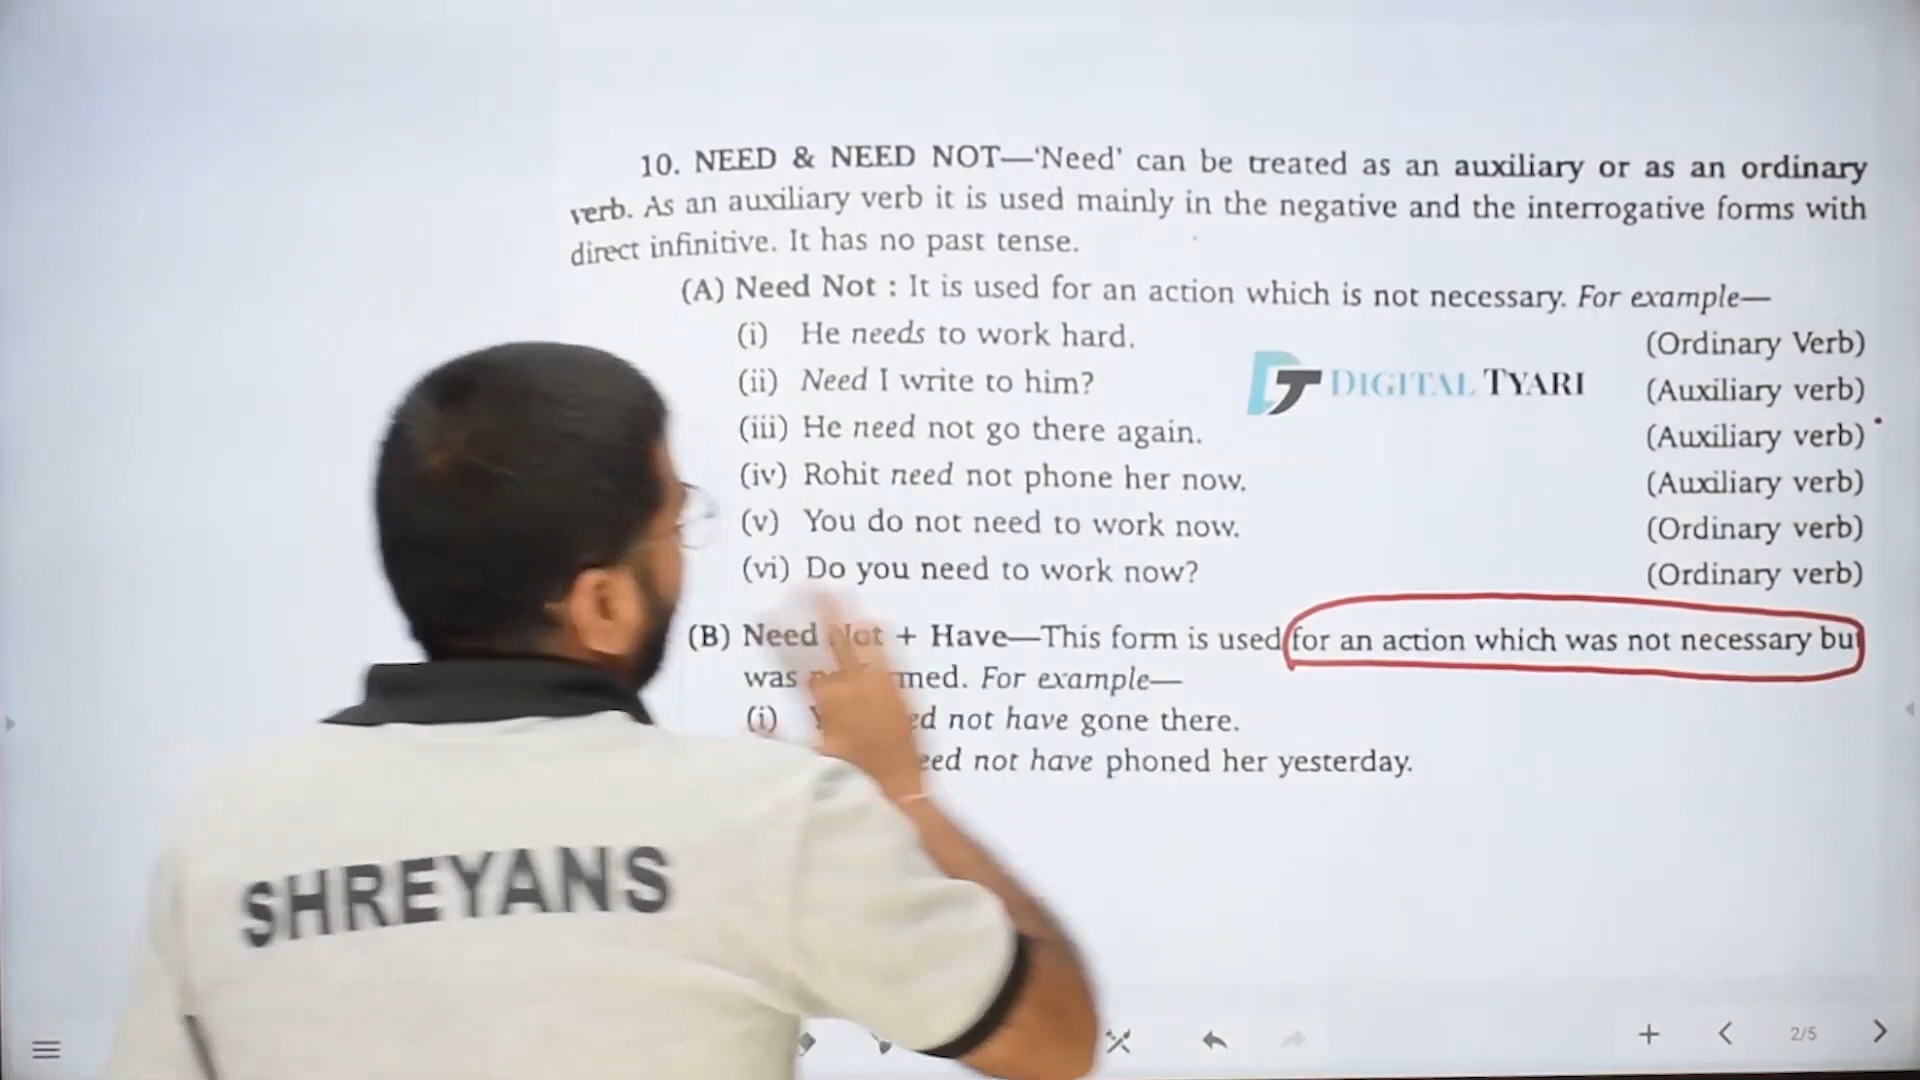 10. NEED & NEED NOT—‘Need’ can be treated as an auxiliary or as an ordinary
verb. As an auxiliary verb it is used mainly in the negative and the interrogative forms with
direct infinitive. It has no past tense.
(A) Need Not : It is used for an action which is not necessary. For example—
(i) He needs to work hard. (Ordinary Verb)
(ii) Need I write to him? (Auxiliary verb)
DIGITAL TYARI
(iii) He need not go there again. (Auxiliary verb)
(iv) Rohit need not phone her now. (Auxiliary verb)
(v) You do not need to work now. (Ordinary verb)
(vi) Do you need to work now? (Ordinary verb)
(B) Need Not + Have—This form is used for an action which was not necessary but
was med. For example—
(i) not have gone there.
not have phoned her yesterday.
SHREYANS
2/5